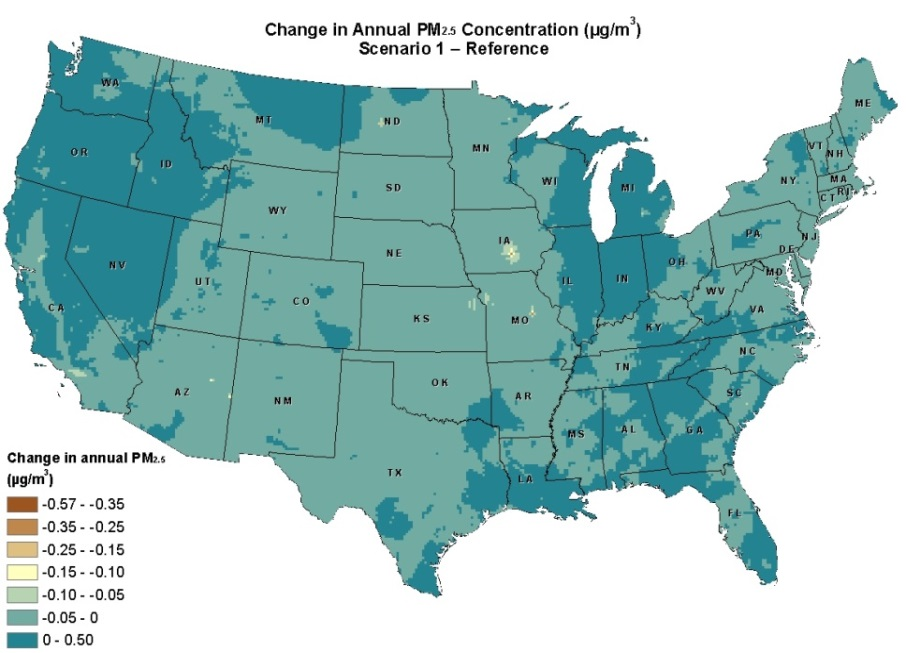 Change in Annual PM2.5 Concentration (µg/m3)
Scenario 1 – Reference
WA
MT
ND
MN
ME
OR
ID
SD
WI
MI
VT
NH
NY
MA
CT
RI
WY
IA
NE
PA
NJ
NV
UT
CO
IL
IN
OH
DE
MD
WV
VA
CA
KS
MO
KY
NC
TN
AZ
NM
OK
AR
SC
MS
AL
GA
TX
LA
FL
Change in annual PM2.5
(µg/m3)
-0.57 - -0.35
-0.35 - -0.25
-0.25 - -0.15
-0.15 - -0.10
-0.10 - -0.05
-0.05 - 0
0 - 0.50